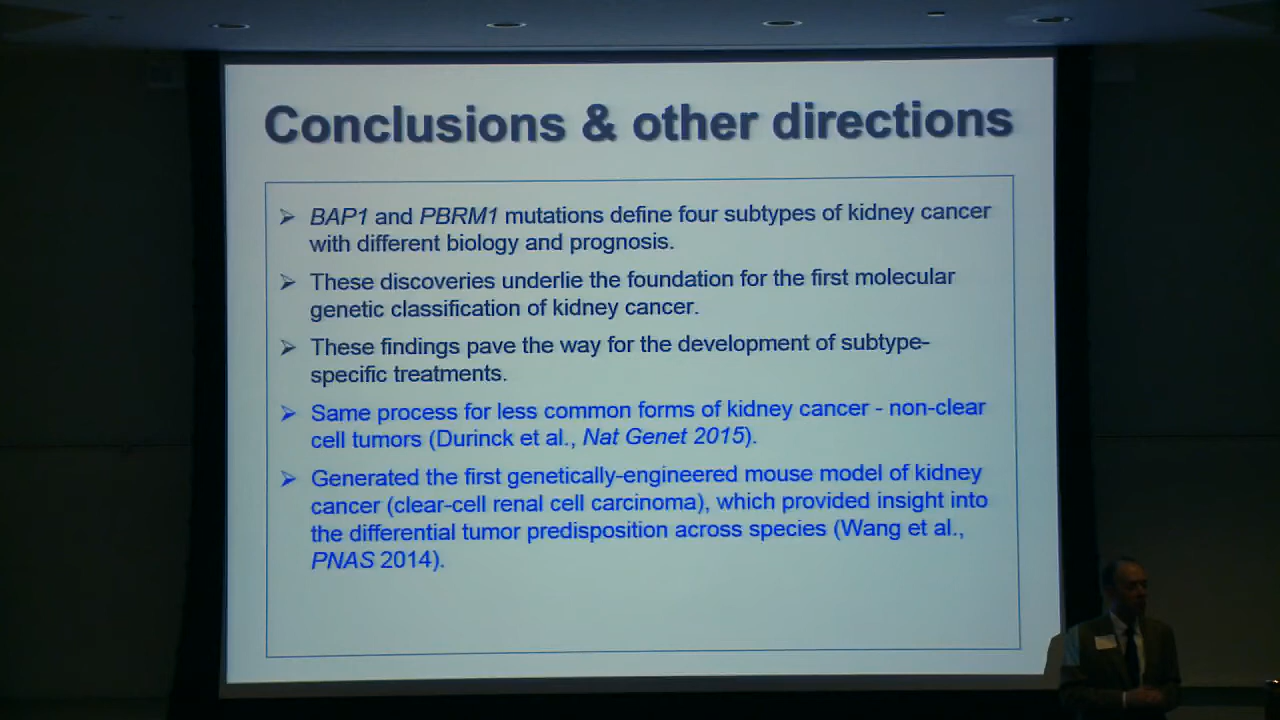 Conclusions & other directions
➢ BAP1 and PBRM1 mutations define four subtypes of kidney cancer
with different biology and prognosis.
➢ These discoveries underlie the foundation for the first molecular
genetic classification of kidney cancer.
➢ These findings pave the way for the development of subtype-
specific treatments.
➢ Same process for less common forms of kidney cancer - non-clear
cell tumors (Durinck et al., Nat Genet 2015).
➢ Generated the first genetically-engineered mouse model of kidney
cancer (clear-cell renal cell carcinoma), which provided insight into
the differential tumor predisposition across species (Wang et al.,
PNAS 2014).